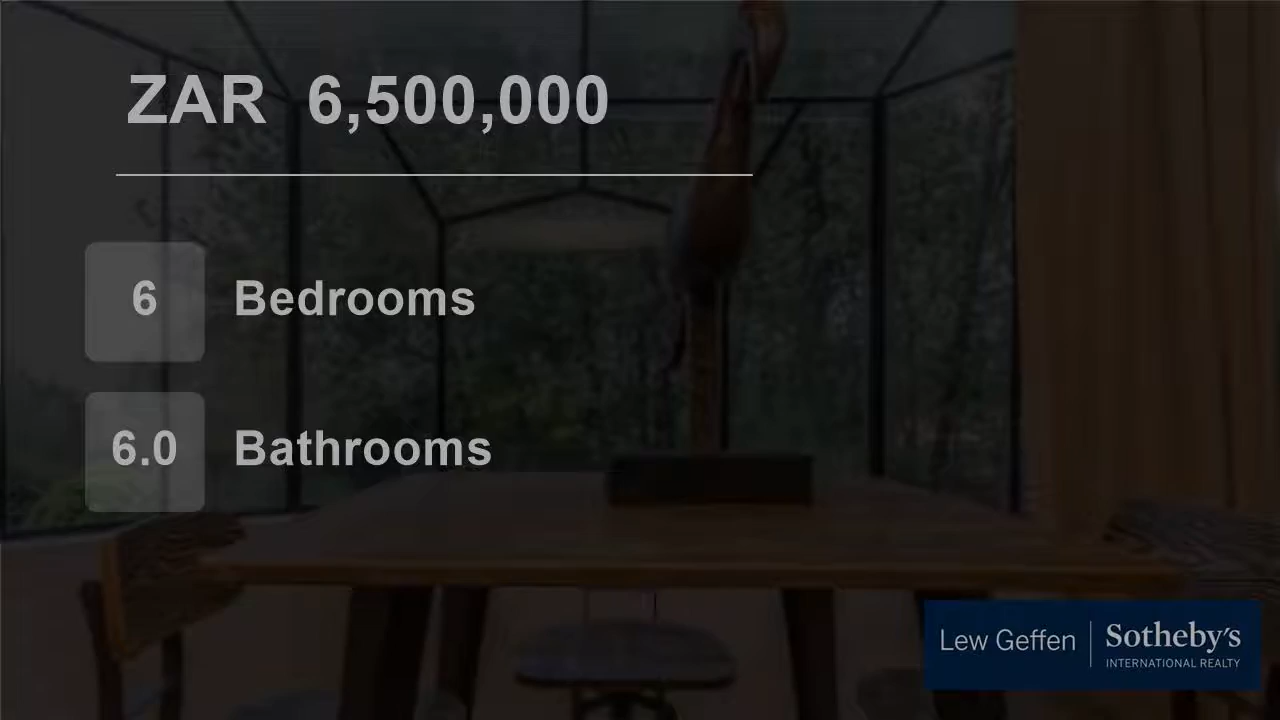 ZAR 6,500,000
6 Bedrooms
6.0 Bathrooms
Lew Geffen
Sotheby's
INTERNATIONAL REALTY